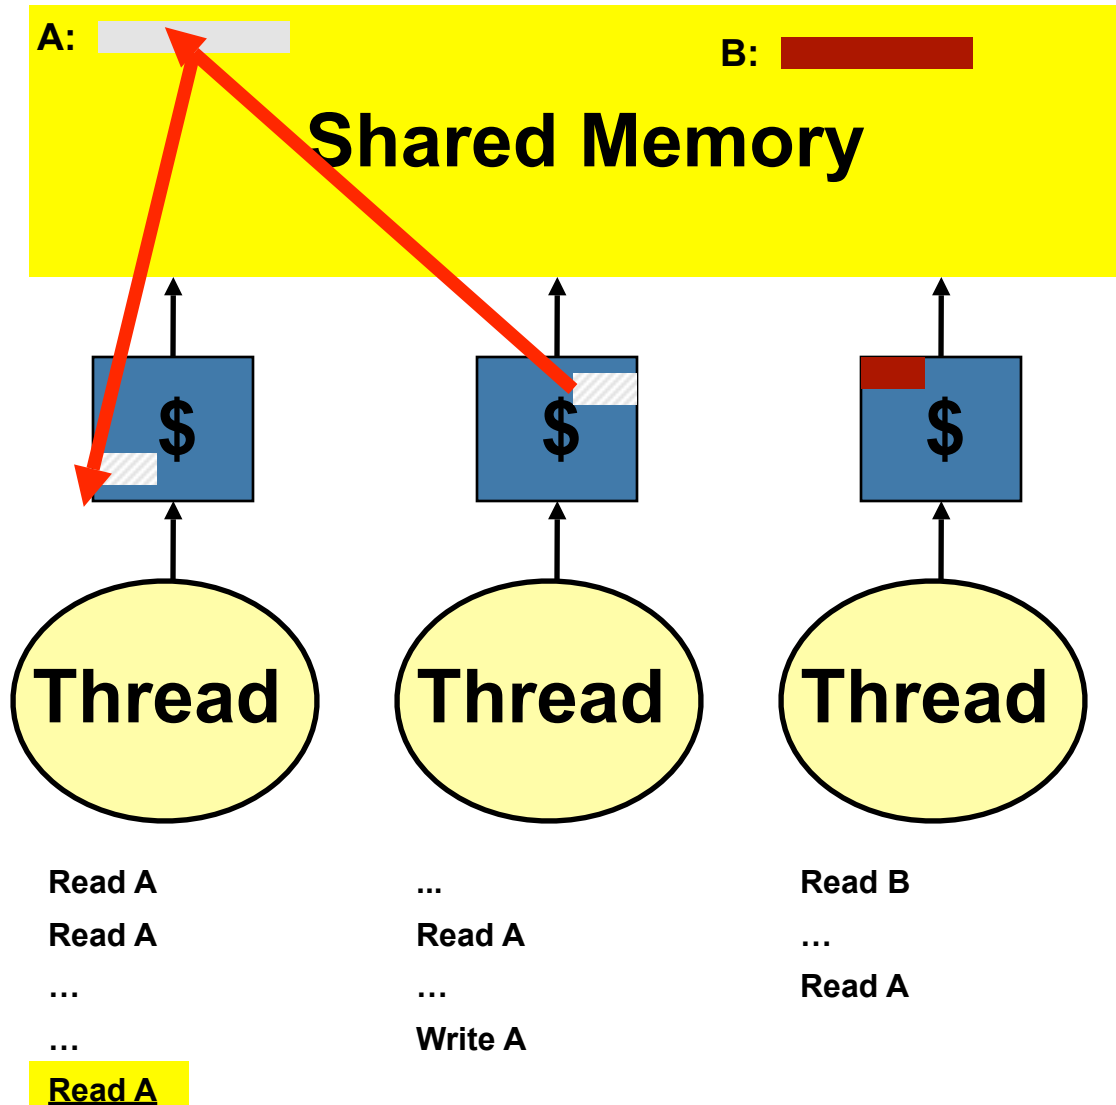 A:
B:
Shared Memory
$ $ $
Thread Thread Thread
Read A ... Read B
Read A Read A …
… … Read A
… Write A
Read A